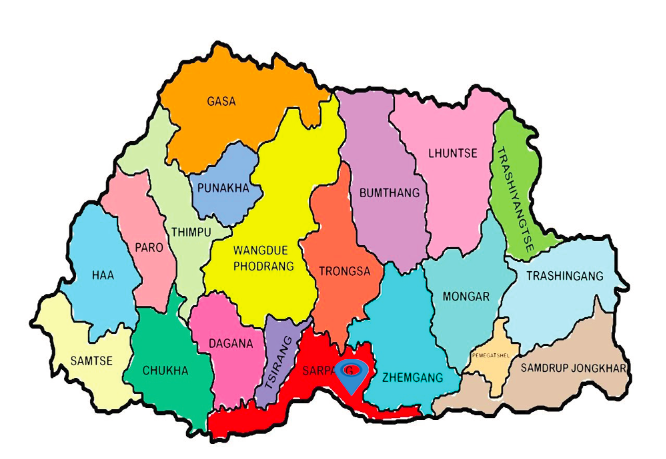 GASA
PUNAKHA
THIMPU
PARO
HAA
SAMTSE
CHUKHA
DAGANA
TSIRANG
WANGDUE
PHODRANG
TRONGSA
BUMTHANG
LHUNTSE
TRASHIYANGTSE
TRASHINGANG
MONGAR
PEMEGATSHEL
SAMDRUP JONGKHAR
ZHEMGANG